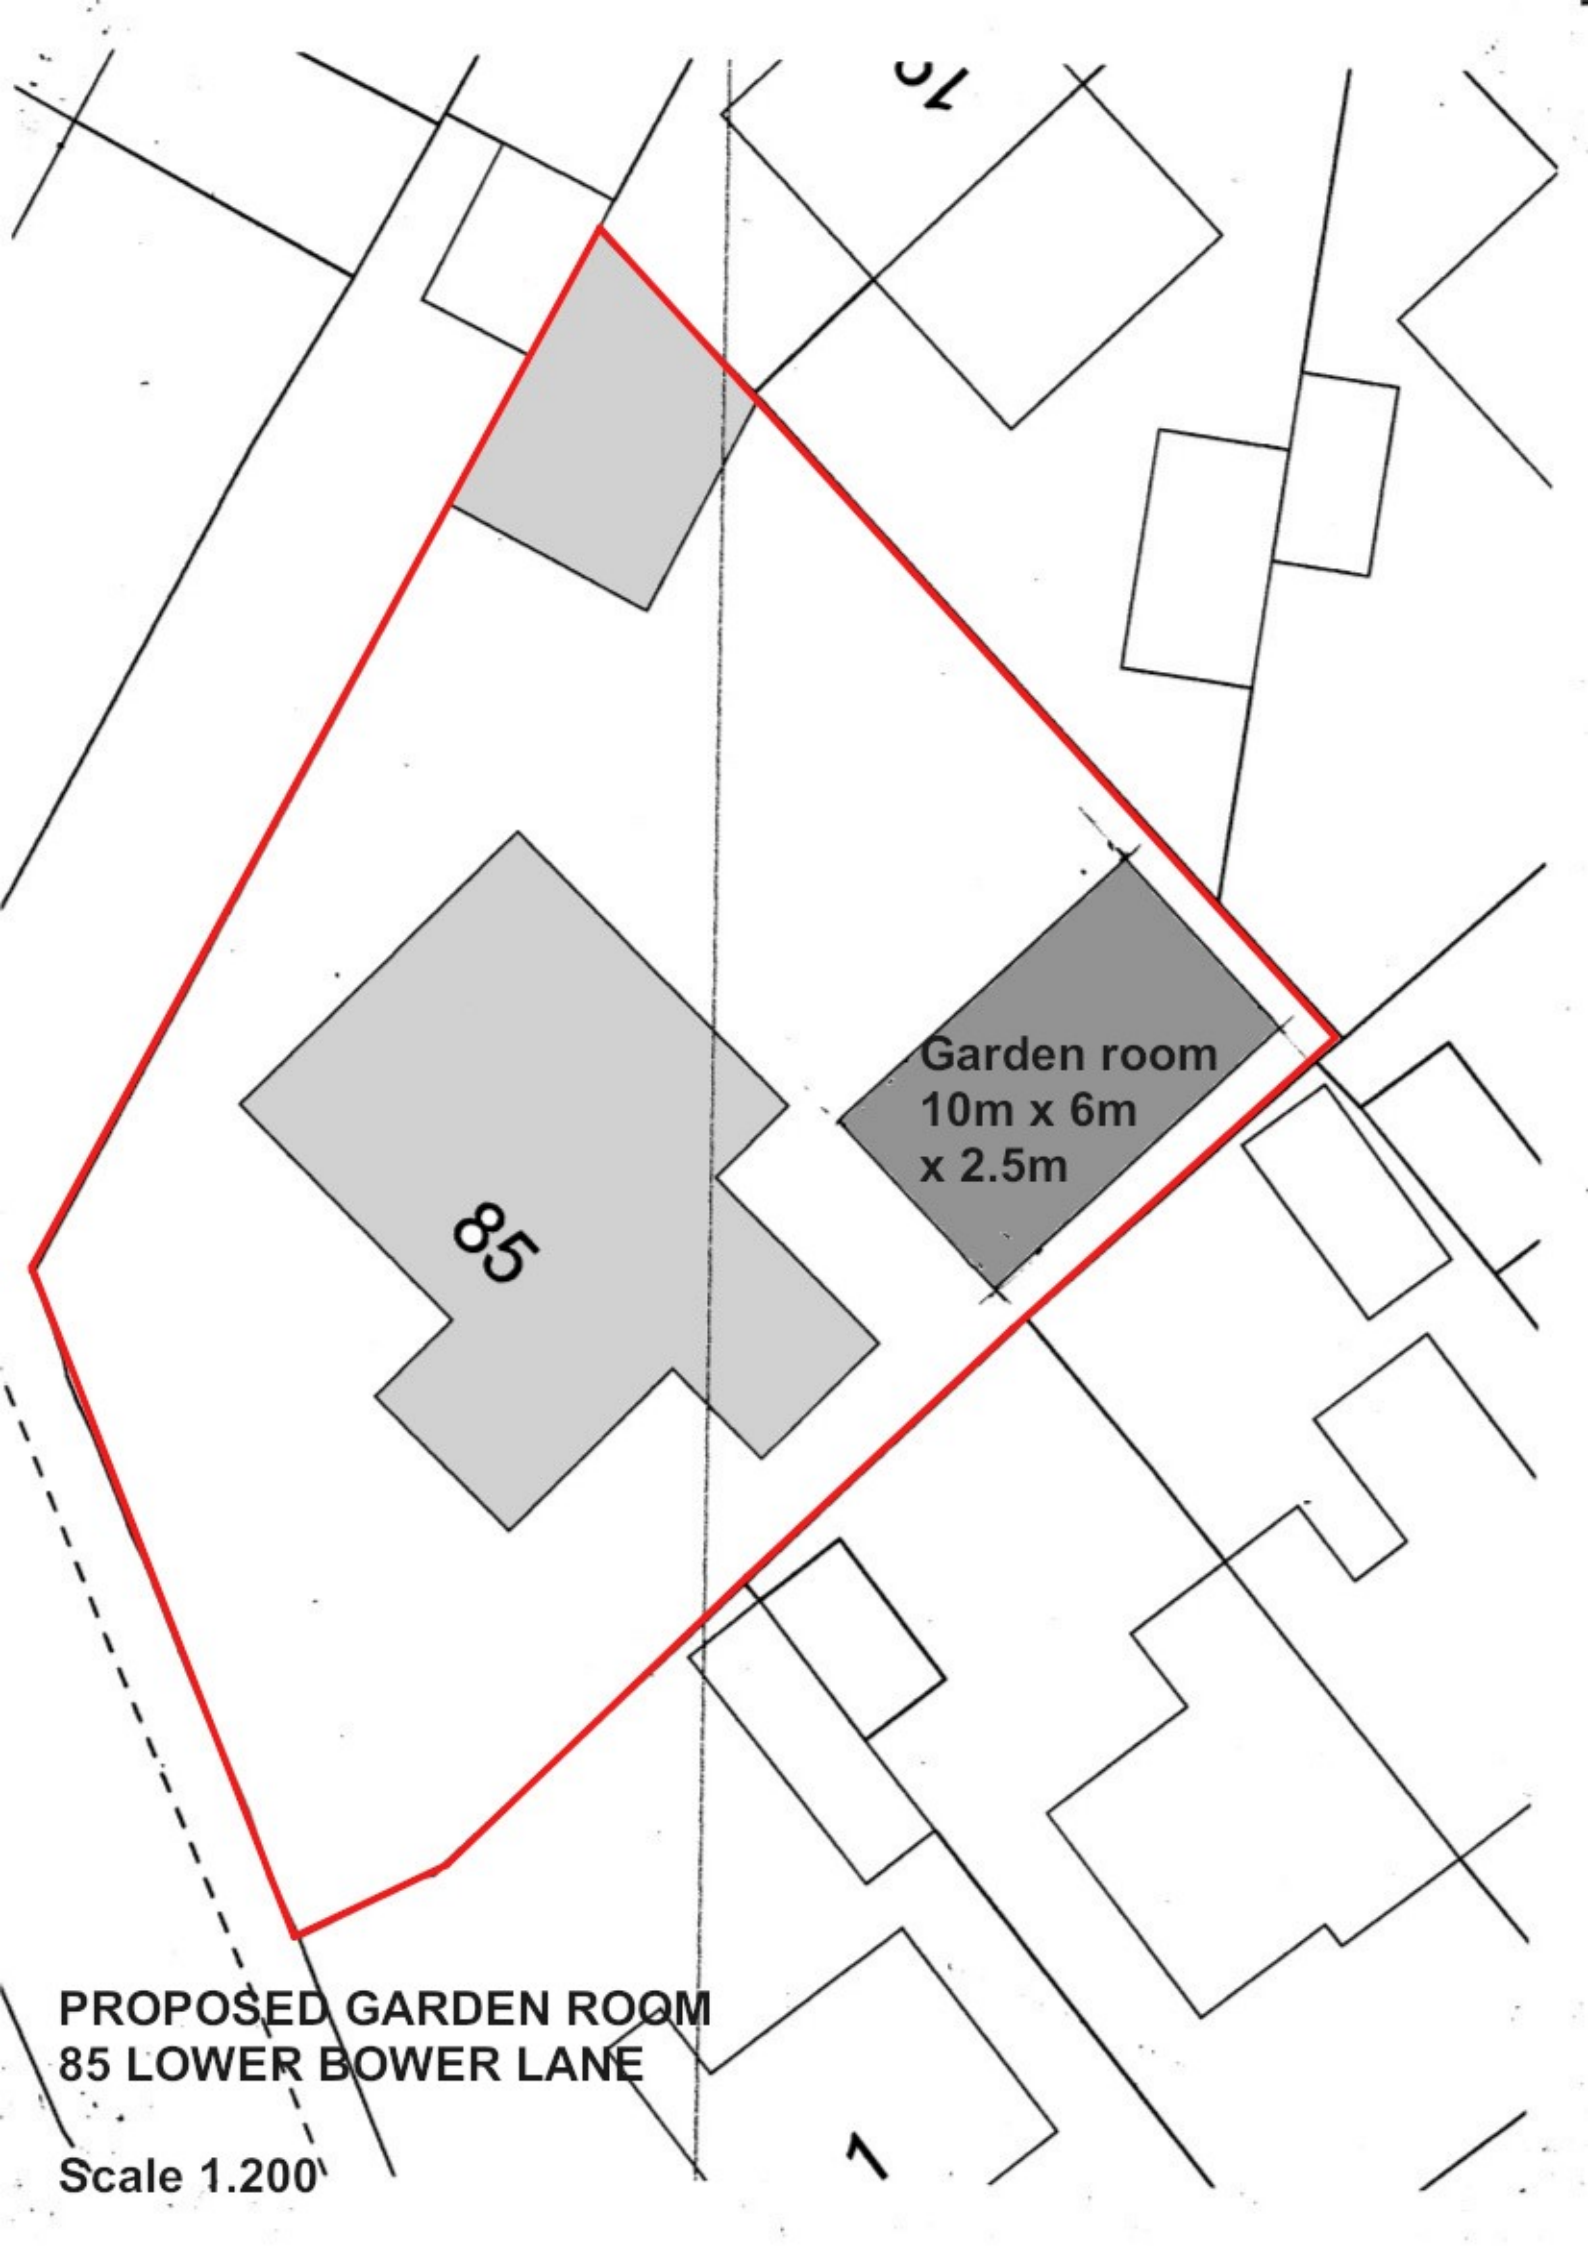 Garden room
10m x 6m
x 2.5m
85
PROPOSED GARDEN ROOM
85 LOWER BOWER LANE
1
Scale 1.200